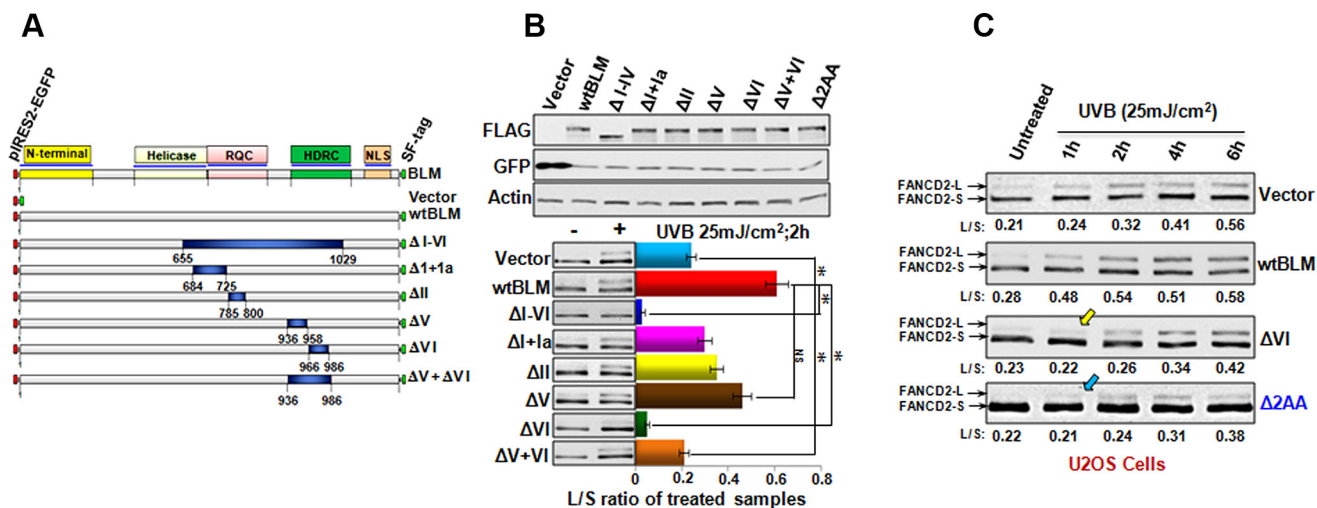 A
pIRES2-EGFP
SF-tag
N-terminal Helicase RQC HDRC NLS
BLM
Vector
wtBLM
Δ I-VI
655 1029
Δ1+1a
684 725
ΔII
785 800
ΔV
936 958
ΔV I
966 986
ΔV + ΔV I
936 986
B
Vector wtBLM Δ I-IV ΔI+Ia ΔII ΔV ΔVI ΔV+VI Δ2AA
FLAG
GFP
Actin
- + UVB 25mJ/cm²;2h
Vector
wtBLM
ΔI-VI
ΔI+Ia
ΔII
ΔV
ΔVI
ΔV+VI
* * NS * *
0 0.2 0.4 0.6 0.8
L/S ratio of treated samples
C
UVB (25mJ/cm²)
Untreated 1h 2h 4h 6h
FANCD2-L
FANCD2-S
Vector
L/S: 0.21 0.24 0.32 0.41 0.56
FANCD2-L
FANCD2-S
wtBLM
L/S: 0.28 0.48 0.54 0.51 0.58
FANCD2-L
FANCD2-S
ΔVI
L/S: 0.23 0.22 0.26 0.34 0.42
FANCD2-L
FANCD2-S
Δ2AA
L/S: 0.22 0.21 0.24 0.31 0.38
U2OS Cells